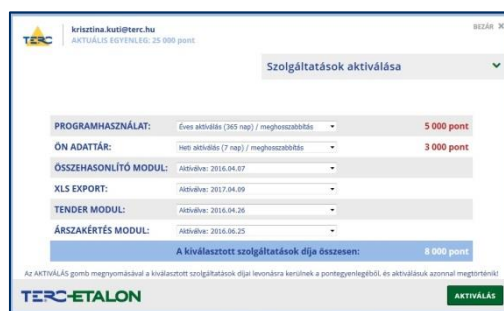 TERC
krisztina.kuti@terc.hu
AKTUÁLIS EGYENLEG: 25 000 pont
BEZÁR X
Szolgáltatások aktiválása
PROGRAMHASZNÁLAT: Éves aktiválás (365 nap) / meghosszabbítás 5 000 pont
ÖN ADATTÁR: Heti aktiválás (7 nap) / meghosszabbítás 3 000 pont
ÖSSZEHASONLÍTÓ MODUL: Aktiválva: 2016.04.07
XLS EXPORT: Aktiválva: 2017.04.09
TENDER MODUL: Aktiválva: 2016.04.26
ÁRSZAKÉRTÉS MODUL: Aktiválva: 2016.06.25
A kiválasztott szolgáltatások díja összesen: 8 000 pont
Az AKTIVÁLÁS gomb megnyomásával a kiválasztott szolgáltatások díjai levonásra kerülnek a pontegyenlegéből, és aktiválásuk azonnal megtörténik!
TERC-ETALON
AKTIVÁLÁS